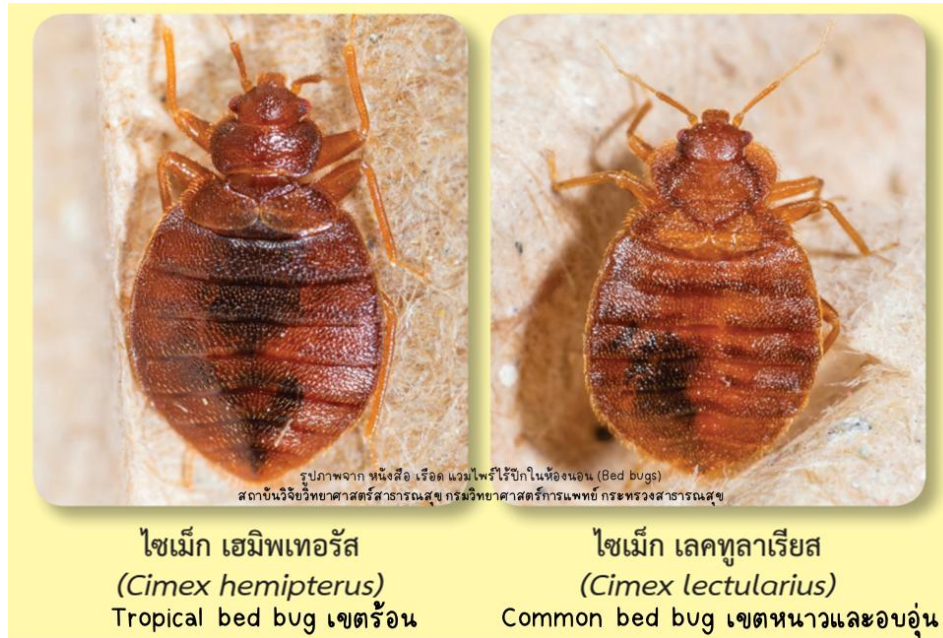 รูปภาพจาก หนังสือ เรือด แวมไพร์ไร้ปีกในห้องนอน (Bed bugs)
สถาบันวิจัยวิทยาศาสตร์สาธารณสุข กรมวิทยาศาสตร์การแพทย์ กระทรวงสาธารณสุข
ไซเม็ก เฮมิพเทอรัส
(Cimex hemipterus)
Tropical bed bug เขตร้อน
ไซเม็ก เลคทูลาเรียส
(Cimex lectularius)
Common bed bug เขตหนาวและอบอุ่น